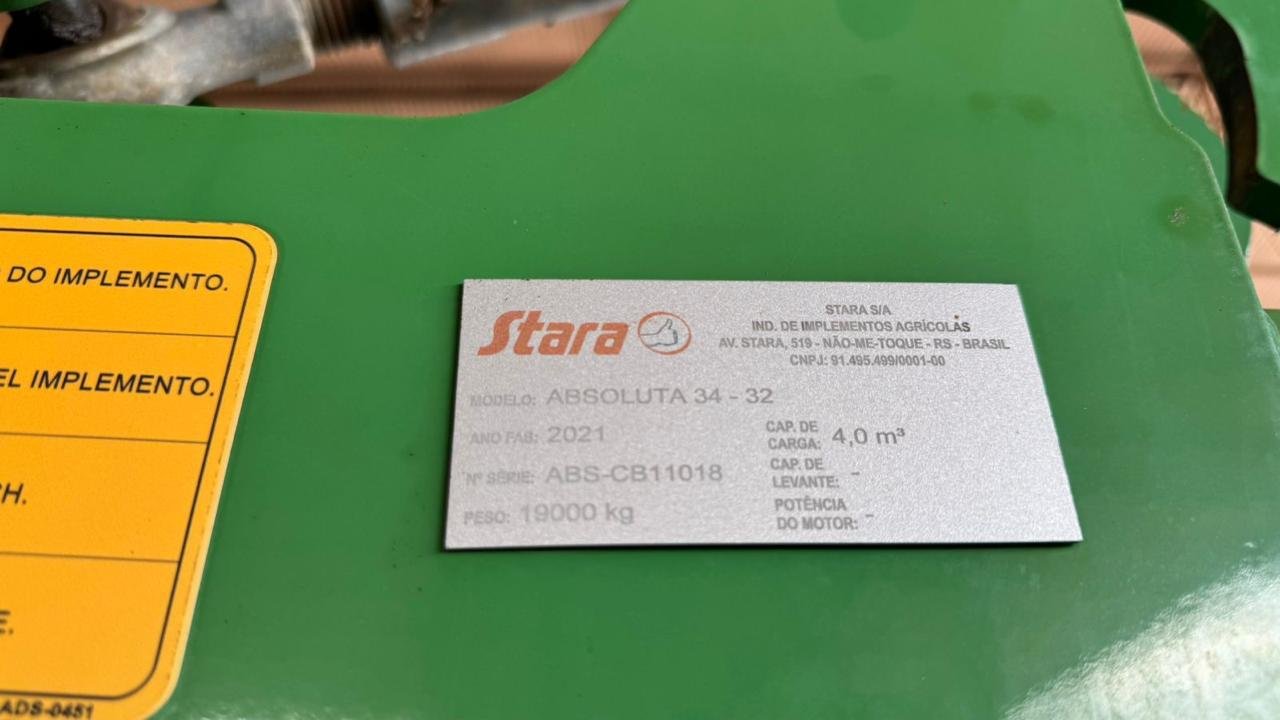 DO IMPLEMENTO.
EL IMPLEMENTO.
CH.
E.
ADS-0451
Stara
STARA S/A
IND. DE IMPLEMENTOS AGRÍCOLAS
AV. STARA, 519 - NÃO-ME-TOQUE - RS - BRASIL
CNPJ: 91.495.499/0001-00
MODELO: ABSOLUTA 34 - 32
ANO FAB: 2021
CAP. DE
CARGA: 4,0 m³
Nº SÉRIE: ABS-CB11018
CAP. DE
LEVANTE: -
PESO: 19000 kg
POTÊNCIA
DO MOTOR: -